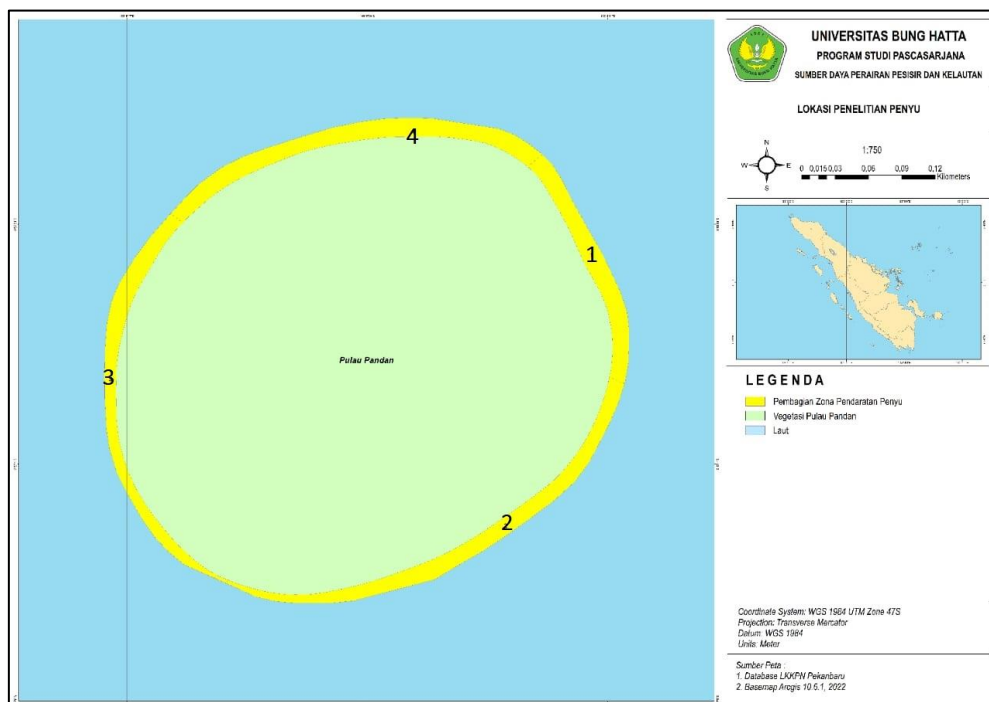 4
1
Pulau Pandan
3
2
UNIVERSITAS BUNG HATTA
PROGRAM STUDI PASCASARJANA
SUMBER DAYA PERAIRAN PESISIR DAN KELAUTAN
LOKASI PENELITIAN PENYU
N
W E
S
1:750
0 0,015 0,03 0,06 0,09 0,12
Kilometers
LEGENDA
Pembagian Zona Pendaratan Penyu
Vegetasi Pulau Pandan
Laut
Coordinate System: WGS 1984 UTM Zone 47S
Projection: Transverse Mercator
Datum: WGS 1984
Units: Meter
Sumber Peta :
1. Database LKKPN Pekanbaru
2. Basemap Arcgis 10.6.1, 2022